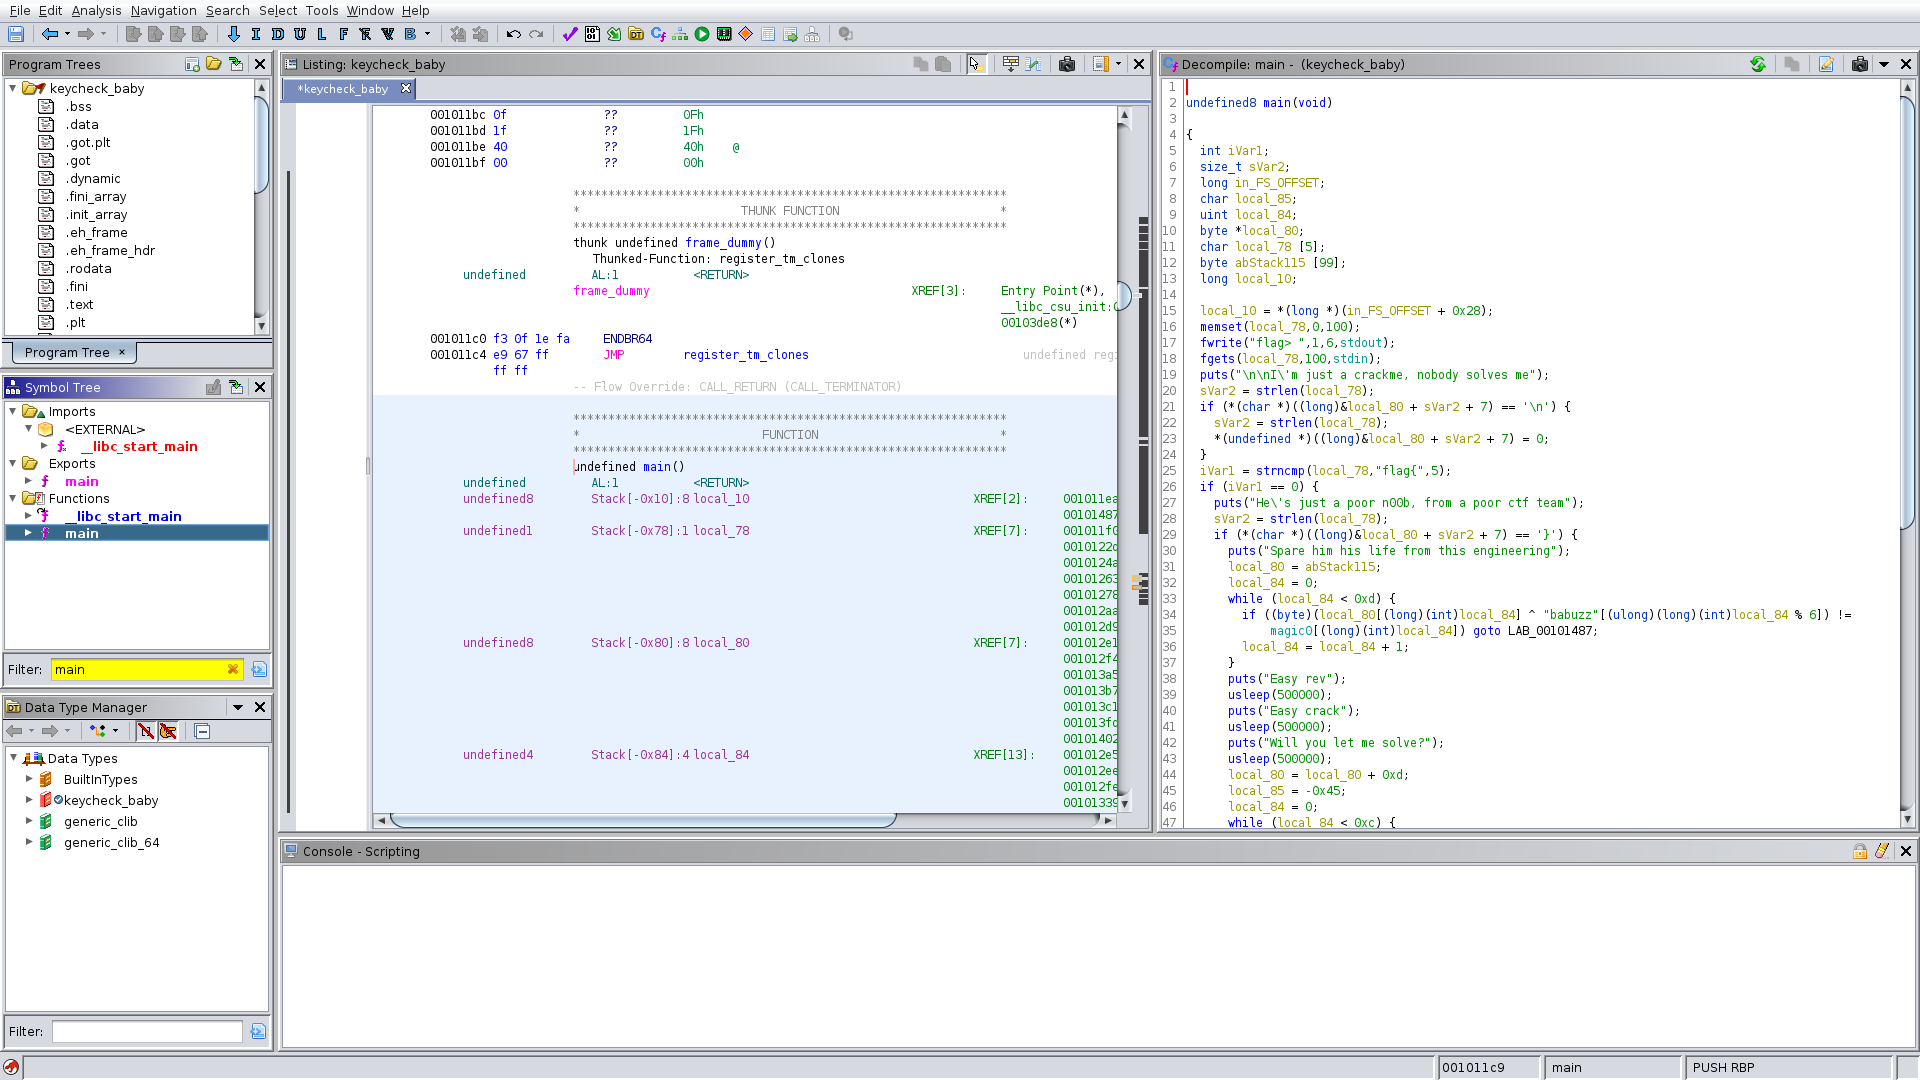 File Edit Analysis Navigation Search Select Tools Window Help
I D U L F R V B
Program Trees
keycheck_baby
.bss
.data
.got.plt
.got
.dynamic
.fini_array
.init_array
.eh_frame
.eh_frame_hdr
.rodata
.fini
.text
.plt
Program Tree ×
Symbol Tree
Imports
<EXTERNAL>
__libc_start_main
Exports
main
Functions
__libc_start_main
main
Filter: main
Data Type Manager
Data Types
BuiltInTypes
keycheck_baby
generic_clib
generic_clib_64
Filter:
Listing: keycheck_baby
*keycheck_baby
001011bc 0f ?? 0Fh
001011bd 1f ?? 1Fh
001011be 40 ?? 40h @
001011bf 00 ?? 00h
**************************************************************
* THUNK FUNCTION *
**************************************************************
thunk undefined frame_dummy()
Thunked-Function: register_tm_clones
undefined AL:1 <RETURN>
frame_dummy XREF[3]: Entry Point(*),
__libc_csu_init:
00103de8(*)
001011c0 f3 0f 1e fa ENDBR64
001011c4 e9 67 ff JMP register_tm_clones undefined reg
ff ff
-- Flow Override: CALL_RETURN (CALL_TERMINATOR)
**************************************************************
* FUNCTION *
**************************************************************
undefined main()
undefined AL:1 <RETURN>
undefined8 Stack[-0x10]:8 local_10 XREF[2]: 001011ea
00101487
undefined1 Stack[-0x78]:1 local_78 XREF[7]: 001011f0
0010122c
0010124a
00101263
00101278
001012aa
001012d9
undefined8 Stack[-0x80]:8 local_80 XREF[7]: 001012e1
001012f4
001013a5
001013b7
001013c1
001013fc
00101402
undefined4 Stack[-0x84]:4 local_84 XREF[13]: 001012e5
001012ee
001012fe
00101339
Decompile: main - (keycheck_baby)
1
2 undefined8 main(void)
3
4 {
5 int iVar1;
6 size_t sVar2;
7 long in_FS_OFFSET;
8 char local_85;
9 uint local_84;
10 byte *local_80;
11 char local_78 [5];
12 byte abStack115 [99];
13 long local_10;
14
15 local_10 = *(long *)(in_FS_OFFSET + 0x28);
16 memset(local_78,0,100);
17 fwrite("flag> ",1,6,stdout);
18 fgets(local_78,100,stdin);
19 puts("\n\nI\'m just a crackme, nobody solves me");
20 sVar2 = strlen(local_78);
21 if (*(char *)((long)&local_80 + sVar2 + 7) == '\n') {
22 sVar2 = strlen(local_78);
23 *(undefined *)((long)&local_80 + sVar2 + 7) = 0;
24 }
25 iVar1 = strncmp(local_78,"flag{",5);
26 if (iVar1 == 0) {
27 puts("He\'s just a poor n00b, from a poor ctf team");
28 sVar2 = strlen(local_78);
29 if (*(char *)((long)&local_80 + sVar2 + 7) == '}') {
30 puts("Spare him his life from this engineering");
31 local_80 = abStack115;
32 local_84 = 0;
33 while (local_84 < 0xd) {
34 if ((byte)(local_80[(long)(int)local_84] ^ "babuzz"[(ulong)(long)(int)local_84 % 6]) !=
35 magic0[(long)(int)local_84]) goto LAB_00101487;
36 local_84 = local_84 + 1;
37 }
38 puts("Easy rev");
39 usleep(500000);
40 puts("Easy crack");
41 usleep(500000);
42 puts("Will you let me solve?");
43 usleep(500000);
44 local_80 = local_80 + 0xd;
45 local_85 = -0x45;
46 local_84 = 0;
47 while (local_84 < 0xc) {
Console - Scripting
001011c9 main PUSH RBP